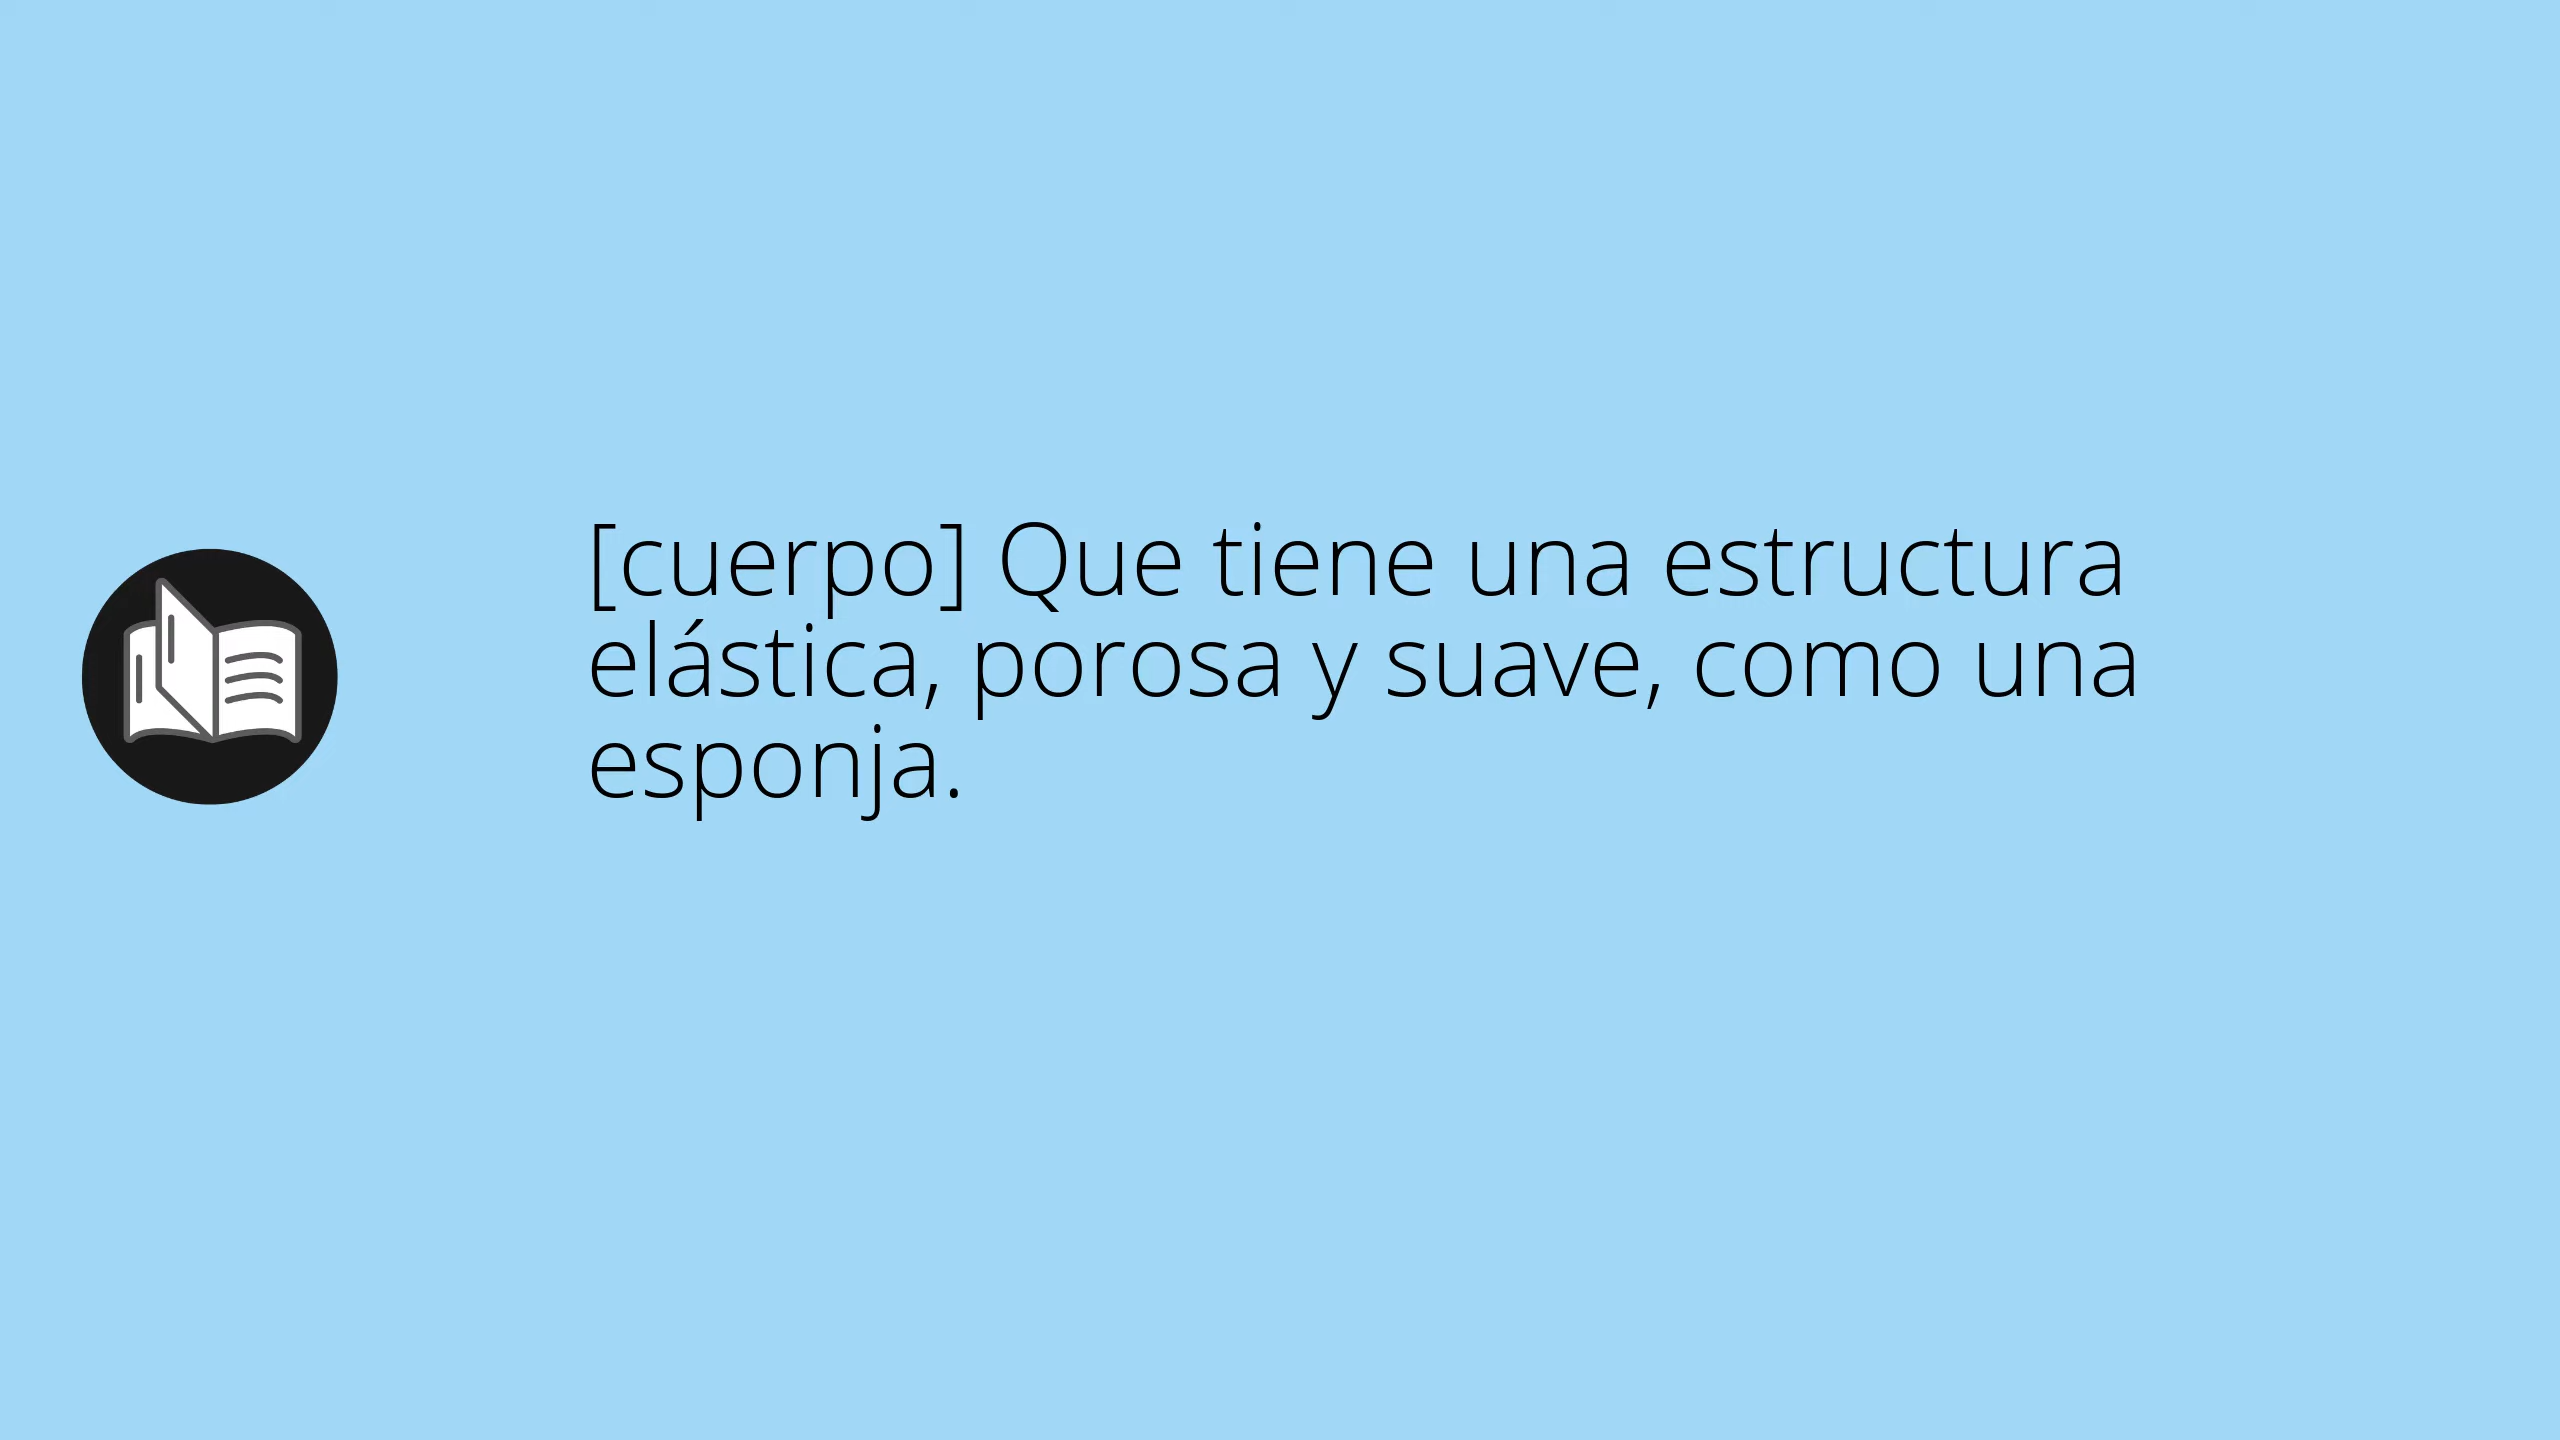 [cuerpo] Que tiene una estructura
elástica, porosa y suave, como una
esponja.